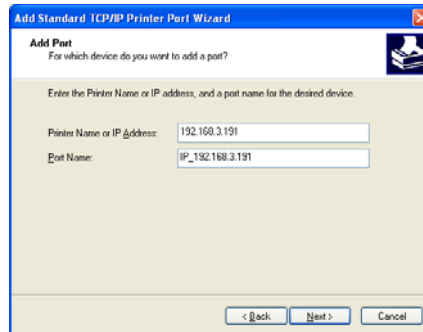 Add Standard TCP/IP Printer Port Wizard
Add Port
For which device do you want to add a port?
Enter the Printer Name or IP address, and a port name for the desired device.
Printer Name or IP Address: 192.168.3.191
Port Name: IP_192.168.3.191
< Back Next > Cancel